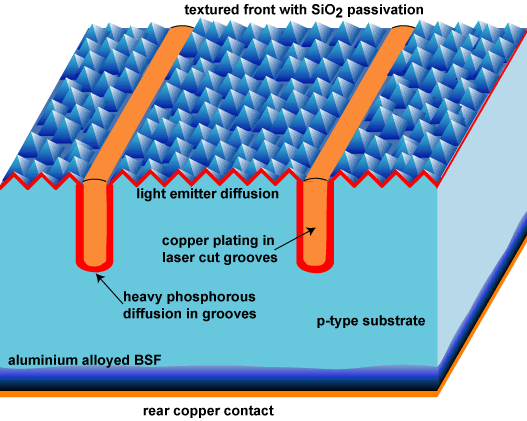 textured front with SiO2 passivation
light emitter diffusion
copper plating in
laser cut grooves
heavy phosphorous
diffusion in grooves
p-type substrate
aluminium alloyed BSF
rear copper contact